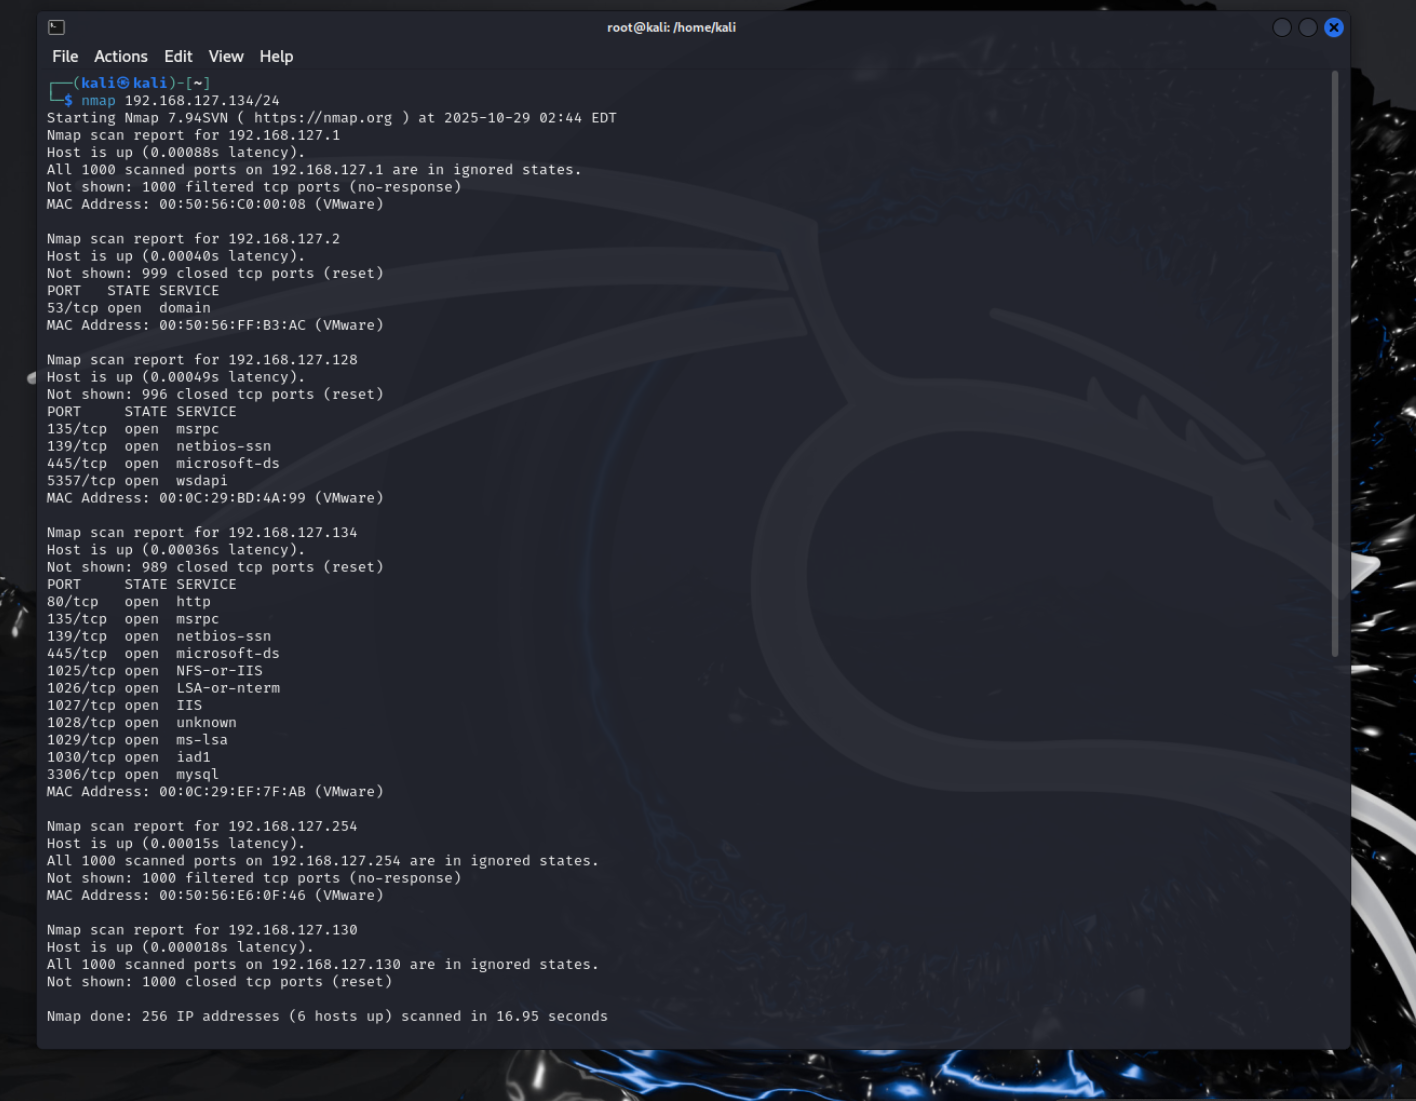 root@kali: /home/kali
File Actions Edit View Help
┌──(kali㉿kali)-[~]
└─$ nmap 192.168.127.134/24
Starting Nmap 7.94SVN ( https://nmap.org ) at 2025-10-29 02:44 EDT
Nmap scan report for 192.168.127.1
Host is up (0.00088s latency).
All 1000 scanned ports on 192.168.127.1 are in ignored states.
Not shown: 1000 filtered tcp ports (no-response)
MAC Address: 00:50:56:C0:00:08 (VMware)

Nmap scan report for 192.168.127.2
Host is up (0.00040s latency).
Not shown: 999 closed tcp ports (reset)
PORT   STATE SERVICE
53/tcp open  domain
MAC Address: 00:50:56:FF:B3:AC (VMware)

Nmap scan report for 192.168.127.128
Host is up (0.00049s latency).
Not shown: 996 closed tcp ports (reset)
PORT     STATE SERVICE
135/tcp  open  msrpc
139/tcp  open  netbios-ssn
445/tcp  open  microsoft-ds
5357/tcp open  wsdapi
MAC Address: 00:0C:29:BD:4A:99 (VMware)

Nmap scan report for 192.168.127.134
Host is up (0.00036s latency).
Not shown: 989 closed tcp ports (reset)
PORT     STATE SERVICE
80/tcp   open  http
135/tcp  open  msrpc
139/tcp  open  netbios-ssn
445/tcp  open  microsoft-ds
1025/tcp open  NFS-or-IIS
1026/tcp open  LSA-or-nterm
1027/tcp open  IIS
1028/tcp open  unknown
1029/tcp open  ms-lsa
1030/tcp open  iad1
3306/tcp open  mysql
MAC Address: 00:0C:29:EF:7F:AB (VMware)

Nmap scan report for 192.168.127.254
Host is up (0.00015s latency).
All 1000 scanned ports on 192.168.127.254 are in ignored states.
Not shown: 1000 filtered tcp ports (no-response)
MAC Address: 00:50:56:E6:0F:46 (VMware)

Nmap scan report for 192.168.127.130
Host is up (0.000018s latency).
All 1000 scanned ports on 192.168.127.130 are in ignored states.
Not shown: 1000 closed tcp ports (reset)

Nmap done: 256 IP addresses (6 hosts up) scanned in 16.95 seconds